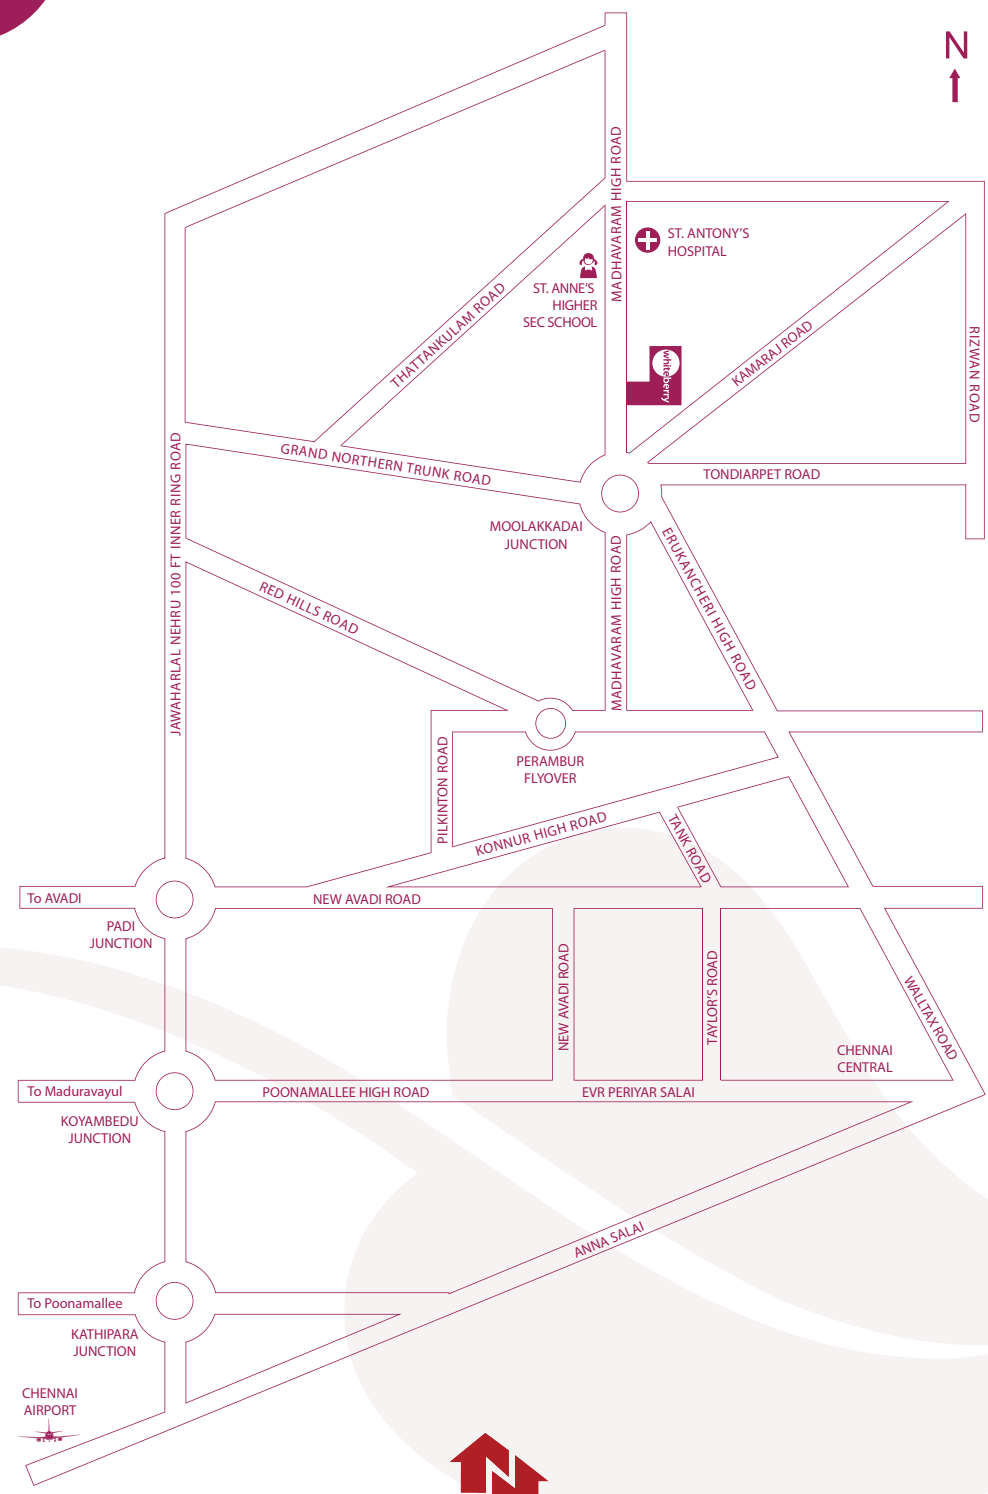 N
MADHAVARAM HIGH ROAD
ST. ANTONY'S
HOSPITAL
ST. ANNE'S
HIGHER
SEC SCHOOL
THATTANKULAM ROAD
KAMARAJ ROAD
RIZWAN ROAD
whiteberry
JAWAHARLAL NEHRU 100 FT INNER RING ROAD
GRAND NORTHERN TRUNK ROAD
TONDIARPET ROAD
MOOLAKKADAI
JUNCTION
MADHAVARAM HIGH ROAD
ERUKANCHERI HIGH ROAD
RED HILLS ROAD
PERAMBUR
FLYOVER
PILKINTON ROAD
KONNUR HIGH ROAD
TANK ROAD
To AVADI
NEW AVADI ROAD
PADI
JUNCTION
NEW AVADI ROAD
TAYLOR'S ROAD
WALLTAX ROAD
CHENNAI
CENTRAL
To Maduravayul
POONAMALLEE HIGH ROAD
EVR PERIYAR SALAI
KOYAMBEDU
JUNCTION
ANNA SALAI
To Poonamallee
KATHIPARA
JUNCTION
CHENNAI
AIRPORT
N